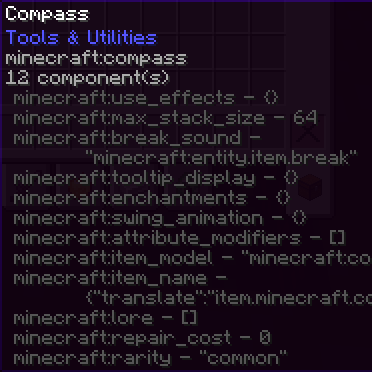 Compass
Tools & Utilities
minecraft:compass
12 component(s)
minecraft:use_effects - {}
minecraft:max_stack_size - 64
minecraft:break_sound -
"minecraft:entity.item.break"
minecraft:tooltip_display - {}
minecraft:enchantments - {}
minecraft:swing_animation - {}
minecraft:attribute_modifiers - []
minecraft:item_model - "minecraft:co
minecraft:item_name -
{"translate":"item.minecraft.co
minecraft:lore - []
minecraft:repair_cost - 0
minecraft:rarity - "common"